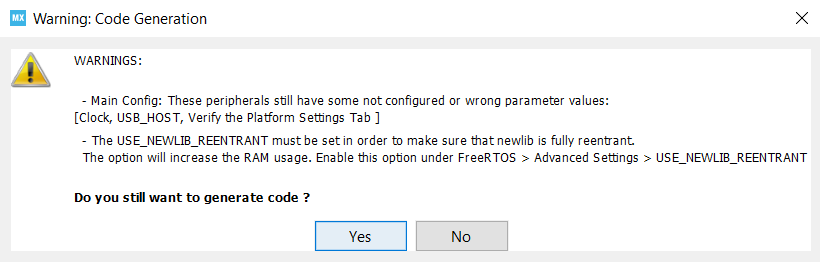 MX Warning: Code Generation
WARNINGS:
- Main Config: These peripherals still have some not configured or wrong parameter values:
[Clock, USB_HOST, Verify the Platform Settings Tab ]
- The USE_NEWLIB_REENTRANT must be set in order to make sure that newlib is fully reentrant.
The option will increase the RAM usage. Enable this option under FreeRTOS > Advanced Settings > USE_NEWLIB_REENTRANT
Do you still want to generate code ?
Yes No